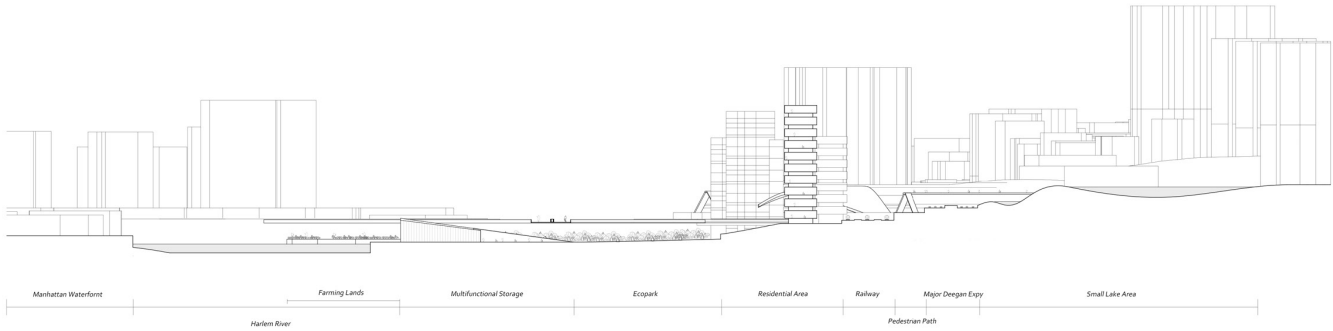 Manhattan Waterfornt
Farming Lands
Multifunctional Storage
Ecopark
Residential Area
Railway
Major Deegan Expy
Small Lake Area
Harlem River
Pedestrian Path